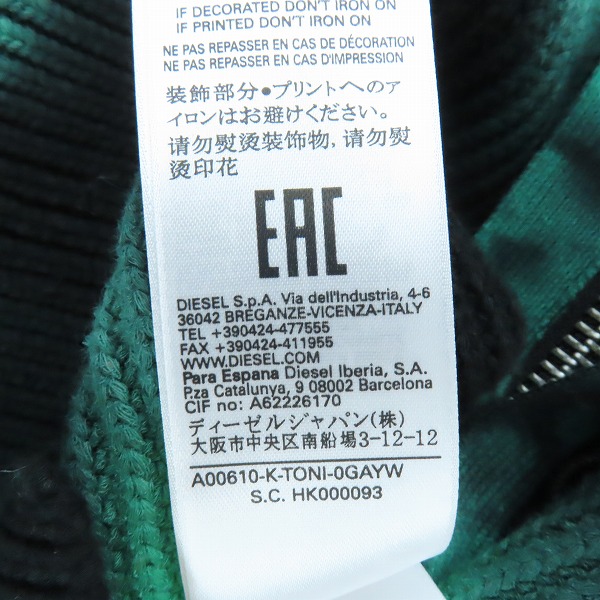 IF DECORATED DON'T IRON ON
IF PRINTED DON'T IRON ON
NE PAS REPASSER EN CAS DE DÉCORATION
NE PAS REPASSER EN CAS D'IMPRESSION
装飾部分●プリントへのア
イロンはお避けください。
请勿熨烫装饰物, 请勿熨
烫印花
EAC
DIESEL S.p.A. Via dell'Industria, 4-6
36042 BREGANZE-VICENZA-ITALY
TEL +390424-477555
FAX +390424-411955
WWW.DIESEL.COM
Para Espana Diesel Iberia, S.A.
P.za Catalunya, 9 08002 Barcelona
CIF no: A62226170
ディーゼルジャパン(株)
大阪市中央区南船場3-12-12
A00610-K-TONI-0GAYW
S.C. HK000093